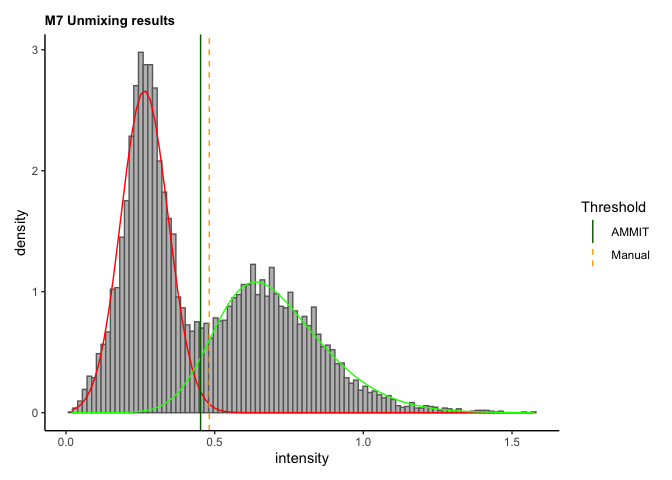 M7 Unmixing results
density
3
2
1
0
0.0
0.5
1.0
1.5
intensity
Threshold
AMMIT
Manual